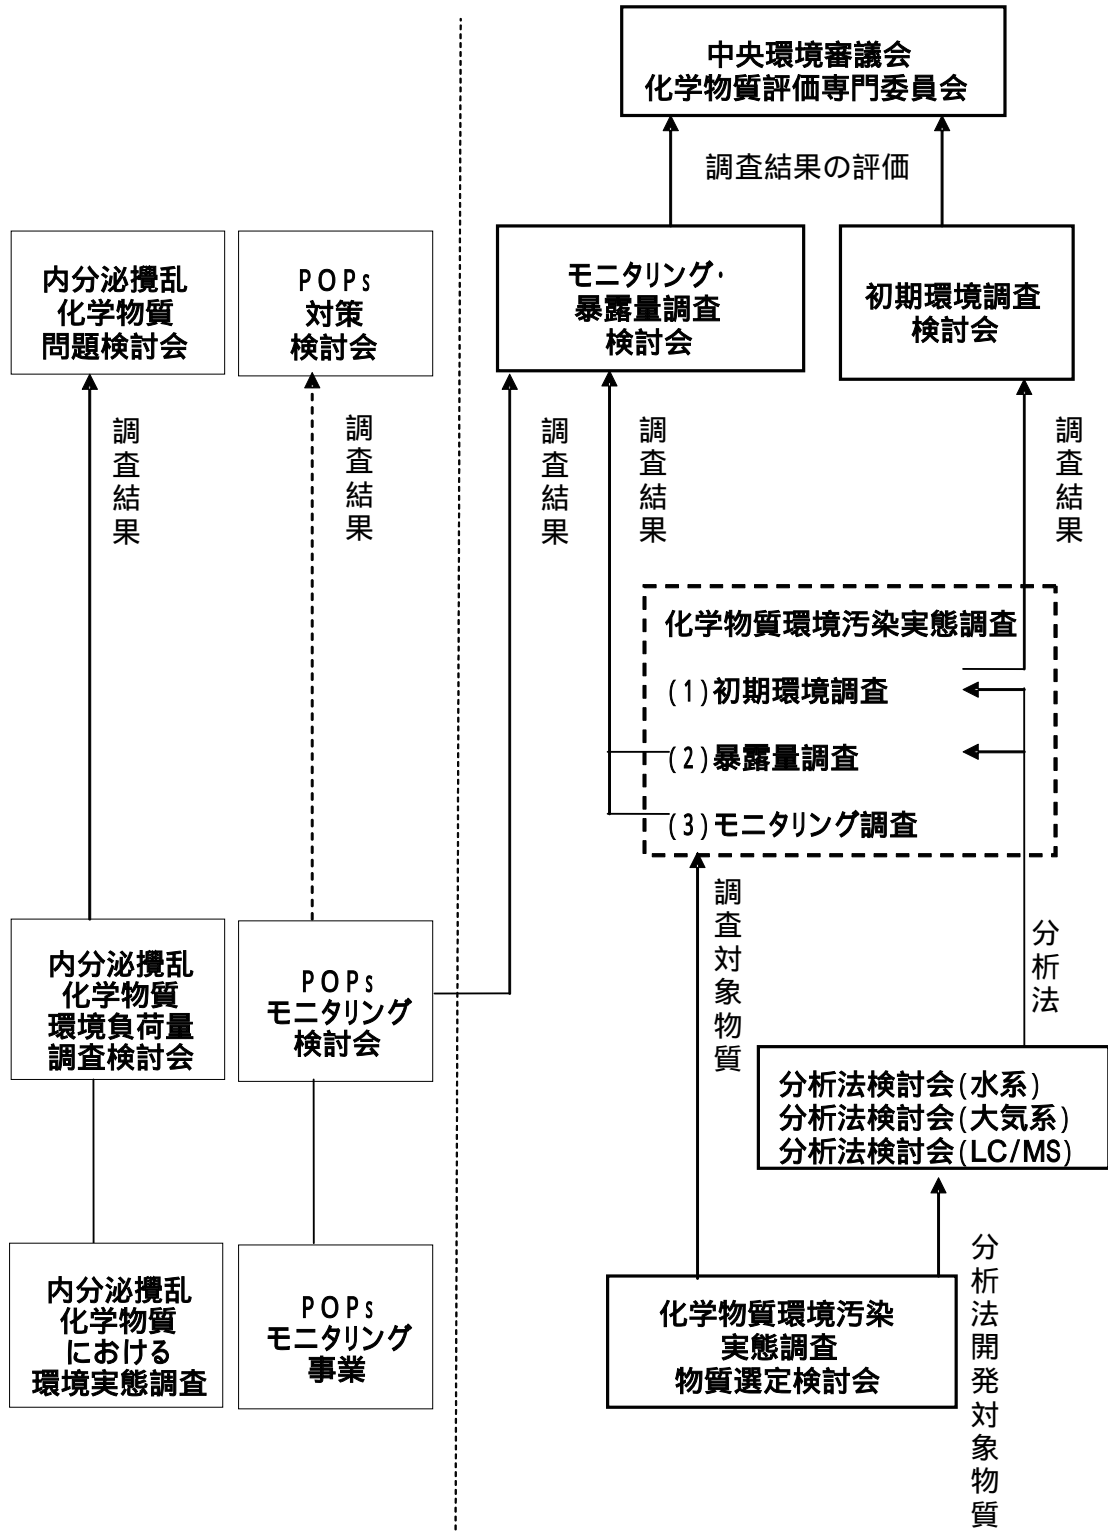 中央環境審議会
化学物質評価専門委員会
調査結果の評価
内分泌攪乱
化学物質
問題検討会
POPs
対策
検討会
モニタリング・
暴露量調査
検討会
初期環境調査
検討会
調査結果
調査結果
調査結果
調査結果
調査結果
化学物質環境汚染実態調査
(1)初期環境調査
(2)暴露量調査
(3)モニタリング調査
調査対象物質
分析法
内分泌攪乱
化学物質
環境負荷量
調査検討会
POPs
モニタリング
検討会
分析法検討会(水系)
分析法検討会(大気系)
分析法検討会(LC/MS)
分析法開発対象物質
内分泌攪乱
化学物質
における
環境実態調査
POPs
モニタリング
事業
化学物質環境汚染
実態調査
物質選定検討会